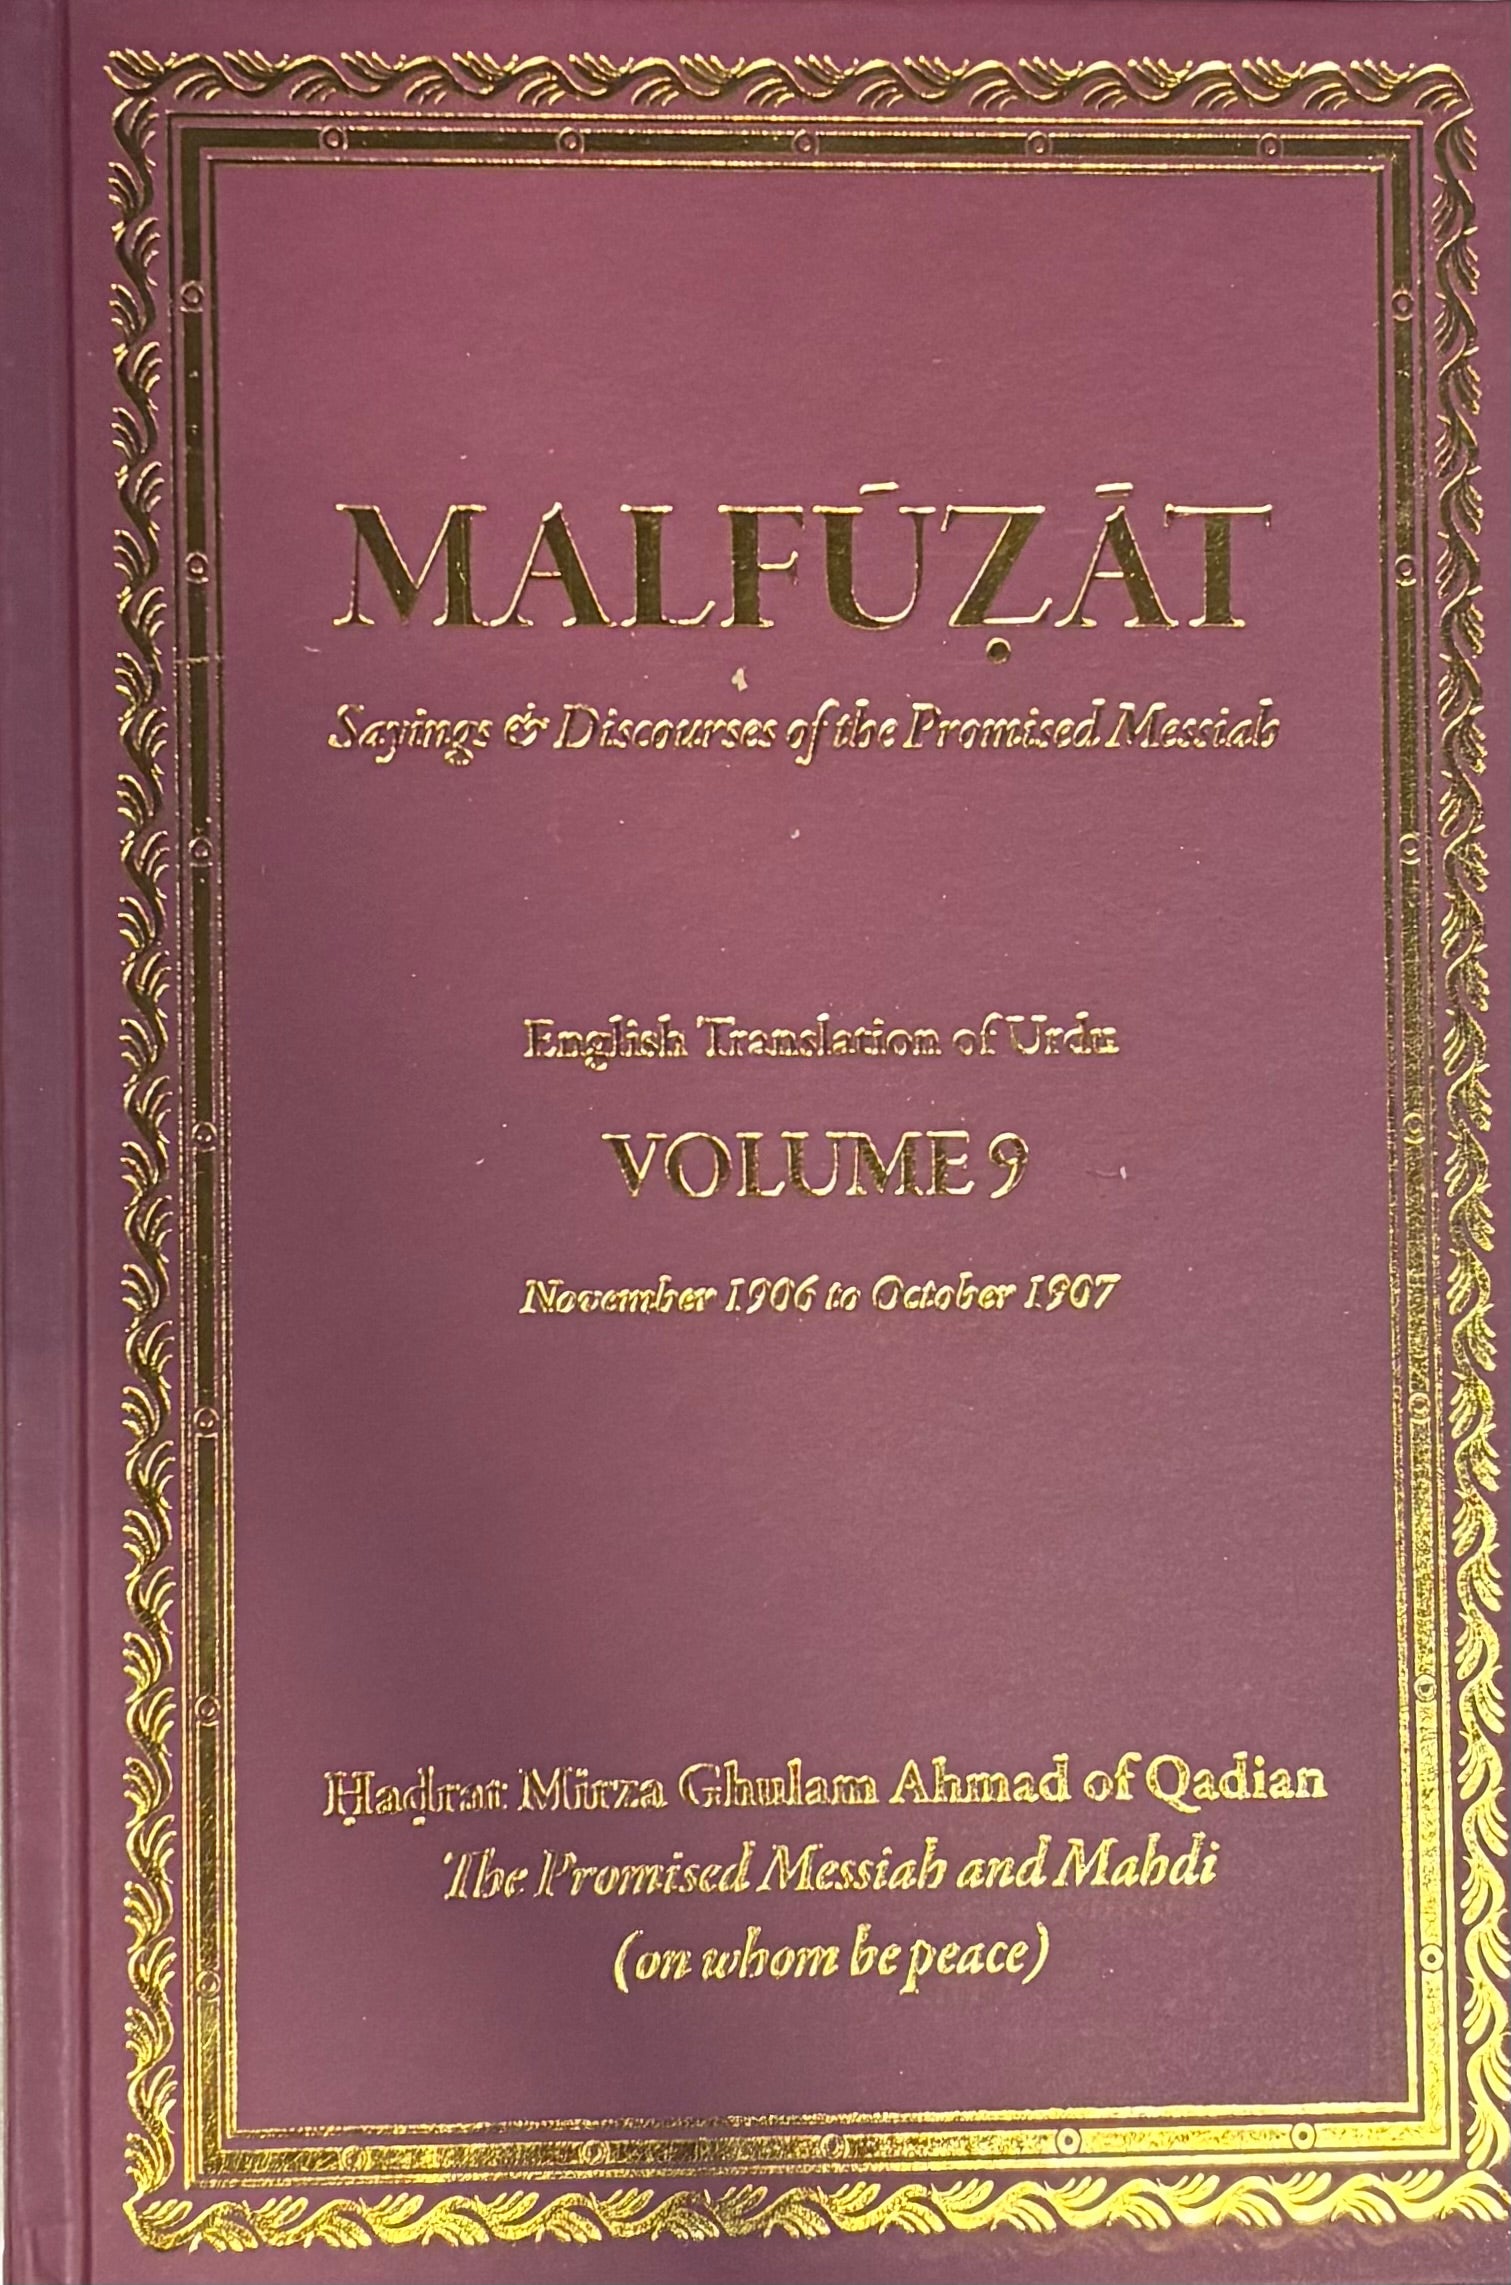 MALFŪẒĀT
Sayings & Discourses of the Promised Messiah
English Translation of Urdu
VOLUME 9
November 1906 to October 1907
Ḥaḍrat Mirza Ghulam Ahmad of Qadian
The Promised Messiah and Mahdi
(on whom be peace)